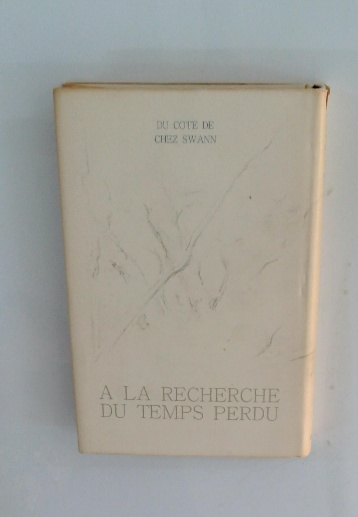 DU COTE DE
CHEZ SWANN
A LA RECHERCHE
DU TEMPS PERDU